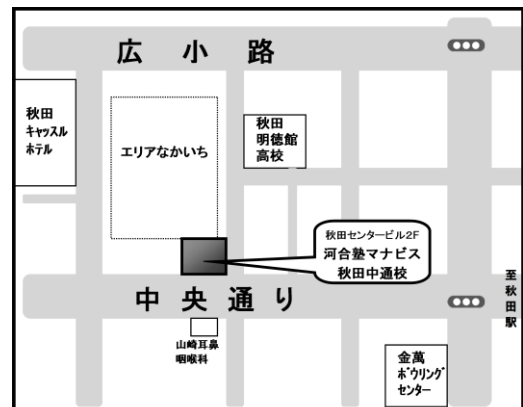 広小路
秋田
ｷｬｯｽﾙ
ﾎﾃﾙ
エリアなかいち
秋田
明徳館
高校
秋田センタービル2F
河合塾マナビス
秋田中通校
中央通り
至秋田駅
山崎耳鼻
咽喉科
金萬
ﾎﾞｳﾘﾝｸﾞ
センター